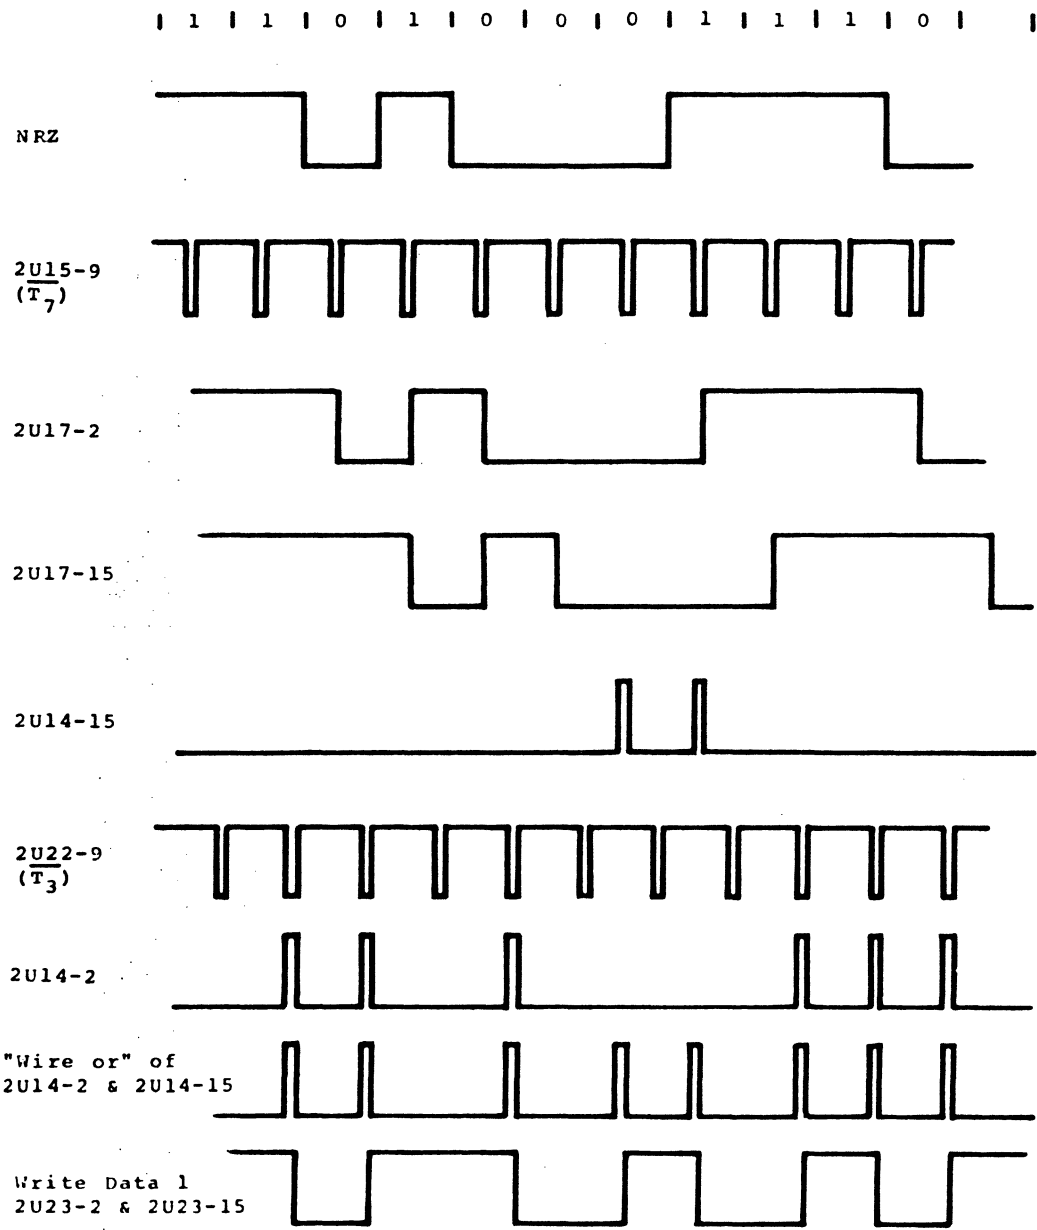 | 1 | 1 | 0 | 1 | 0 | 0 | 0 | 1 | 1 | 1 | 0 | |
NRZ
2U15-9
(T7)
2U17-2
2U17-15
2U14-15
2U22-9
(T3)
2U14-2
"Wire or" of
2U14-2 & 2U14-15
Write Data 1
2U23-2 & 2U23-15